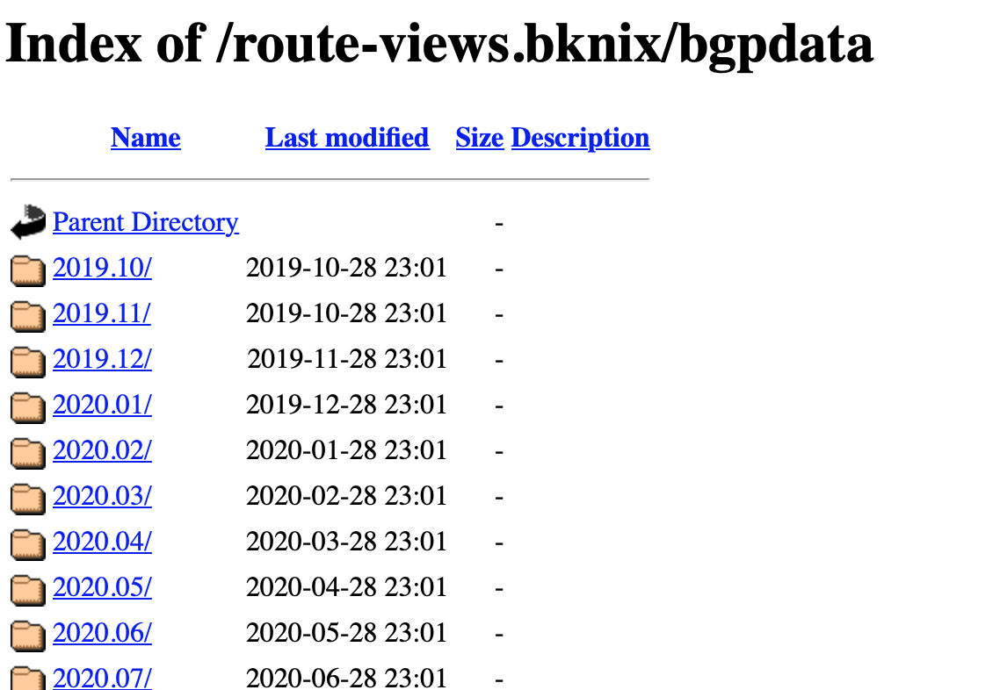 Index of /route-views.bknix/bgpdata
Name Last modified Size Description
Parent Directory -
2019.10/ 2019-10-28 23:01 -
2019.11/ 2019-10-28 23:01 -
2019.12/ 2019-11-28 23:01 -
2020.01/ 2019-12-28 23:01 -
2020.02/ 2020-01-28 23:01 -
2020.03/ 2020-02-28 23:01 -
2020.04/ 2020-03-28 23:01 -
2020.05/ 2020-04-28 23:01 -
2020.06/ 2020-05-28 23:01 -
2020.07/ 2020-06-28 23:01 -